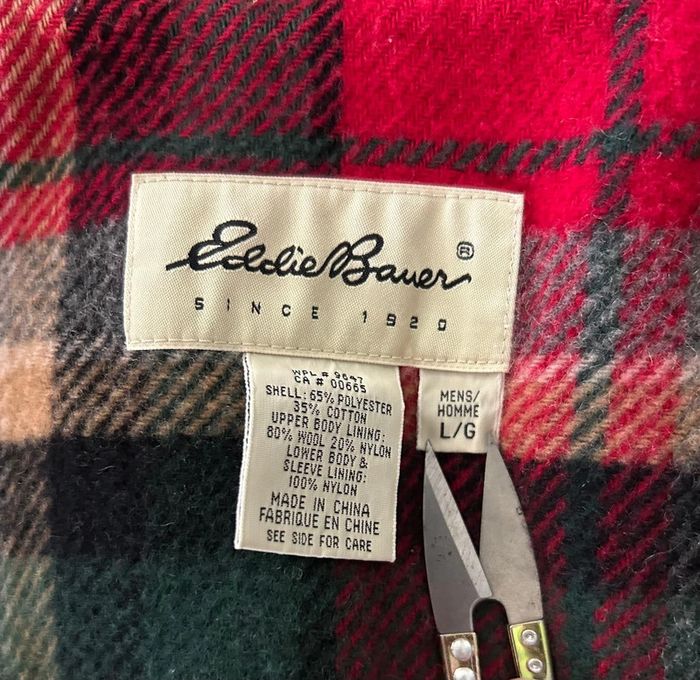 Eddie Bauer®
SINCE 1920
WPL # 9647
CA # 00665
SHELL: 65% POLYESTER
35% COTTON
UPPER BODY LINING:
80% WOOL 20% NYLON
LOWER BODY &
SLEEVE LINING:
100% NYLON
MADE IN CHINA
FABRIQUE EN CHINE
SEE SIDE FOR CARE
MENS/
HOMME
L/G